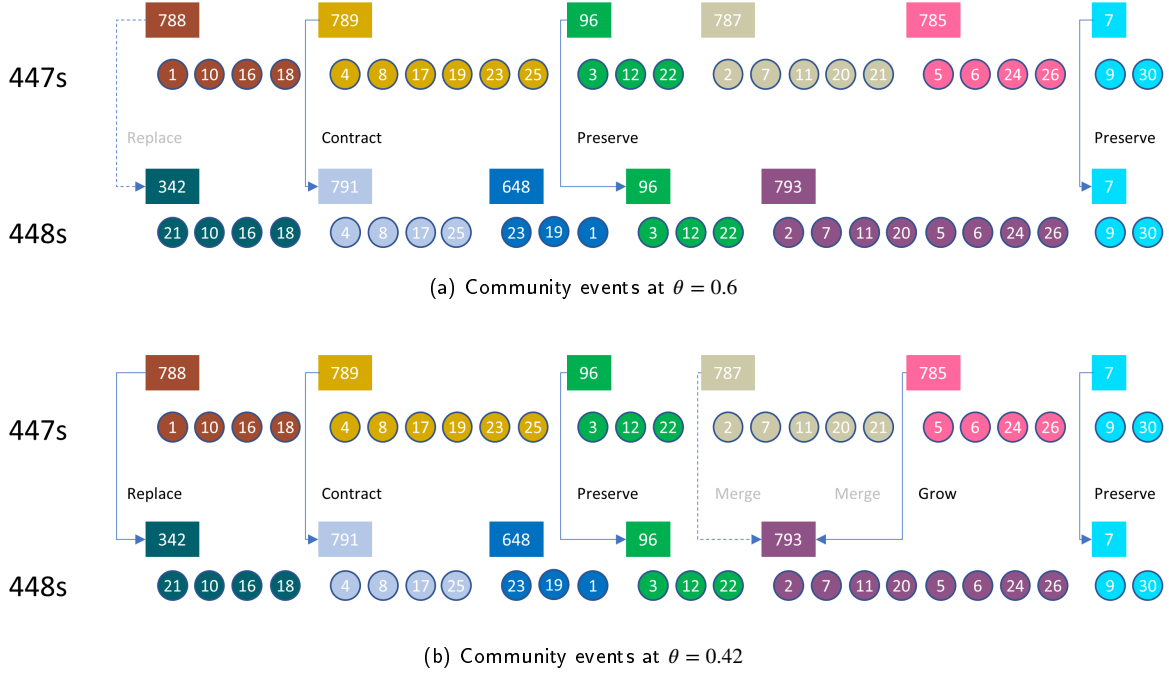 788 789 96 787 785 7
447s 1 10 16 18 4 8 17 19 23 25 3 12 22 2 7 11 20 21 5 6 24 26 9 30
Replace Contract Preserve Preserve
342 791 648 96 793 7
448s 21 10 16 18 4 8 17 25 23 19 1 3 12 22 2 7 11 20 5 6 24 26 9 30
(a) Community events at θ = 0.6
788 789 96 787 785 7
447s 1 10 16 18 4 8 17 19 23 25 3 12 22 2 7 11 20 21 5 6 24 26 9 30
Replace Contract Preserve Merge Merge Grow Preserve
342 791 648 96 793 7
448s 21 10 16 18 4 8 17 25 23 19 1 3 12 22 2 7 11 20 5 6 24 26 9 30
(b) Community events at θ = 0.42